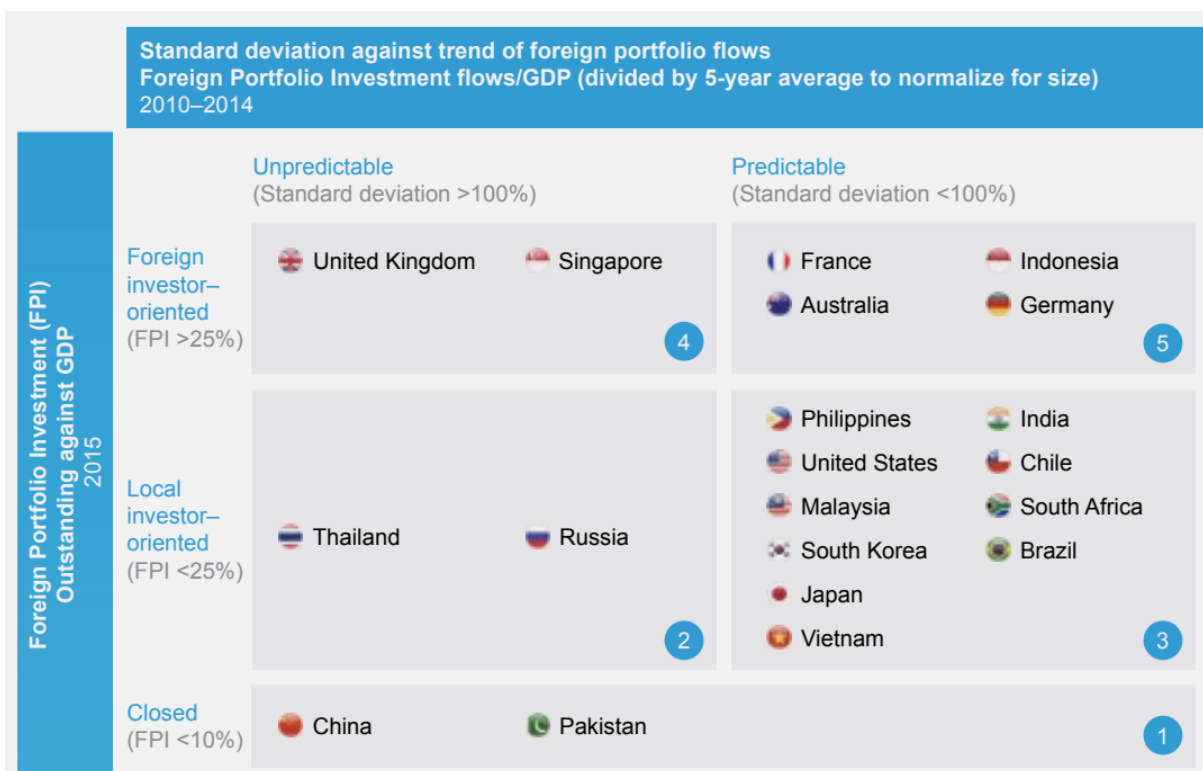 Standard deviation against trend of foreign portfolio flows
Foreign Portfolio Investment flows/GDP (divided by 5-year average to normalize for size)
2010–2014
Foreign Portfolio Investment (FPI)
Outstanding against GDP
2015
Unpredictable
(Standard deviation >100%)
Predictable
(Standard deviation <100%)
Foreign
investor–
oriented
(FPI >25%)
United Kingdom
Singapore
4
France
Indonesia
Australia
Germany
5
Local
investor–
oriented
(FPI <25%)
Thailand
Russia
2
Philippines
India
United States
Chile
Malaysia
South Africa
South Korea
Brazil
Japan
Vietnam
3
Closed
(FPI <10%)
China
Pakistan
1